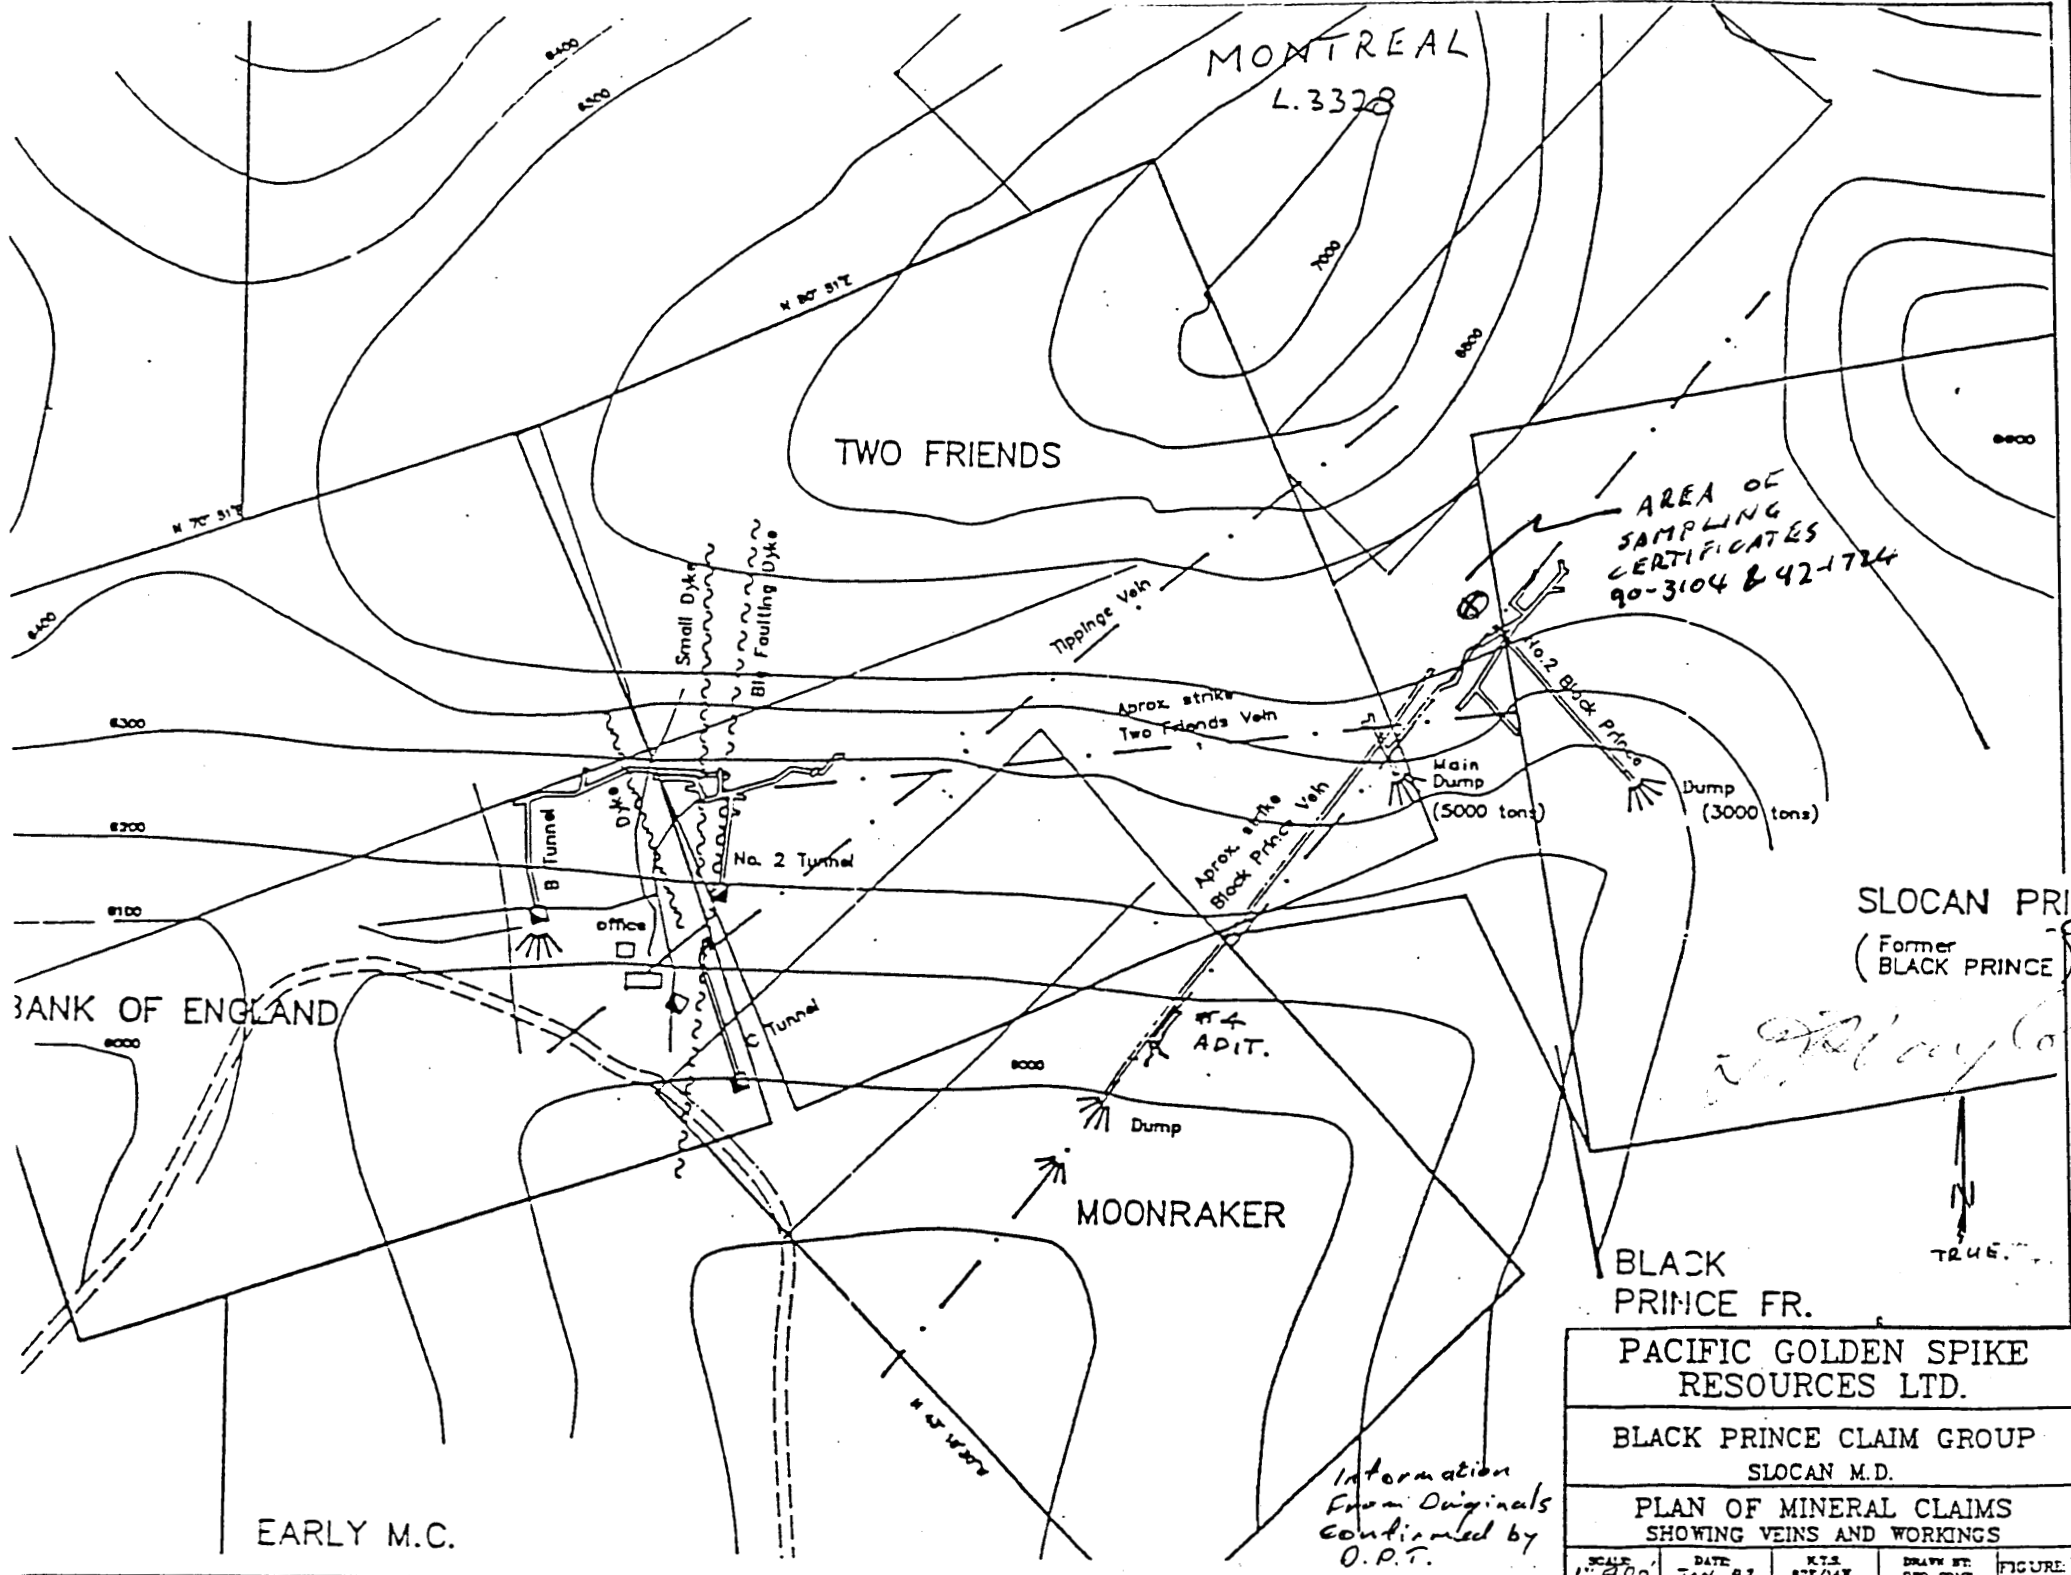 MONTREAL
L.3328
6400
6300
7000
6800
6600
N 80° 51'E
TWO FRIENDS
N 70° 51'E
AREA OF
SAMPLING
CERTIFICATES
90-3104 & 92-1724
Small Dyke
Big Faulting Dyke
Tippinge Vein
6400
6300
Aprox. strike
Two Friends Vein
No.2 Black Prince
Main
Dump
(5000 tons)
Dump
(3000 tons)
Dyke
B Tunnel
No. 2 Tunnel
Aprox. strike
Black Prince Vein
6200
6100
office
SLOCAN PRI
(Former
BLACK PRINCE)
BANK OF ENGLAND
C Tunnel
#4
ADIT.
6000
6000
Dump
MOONRAKER
TRUE.
BLACK
PRINCE FR.
PACIFIC GOLDEN SPIKE
RESOURCES LTD.
BLACK PRINCE CLAIM GROUP
SLOCAN M.D.
PLAN OF MINERAL CLAIMS
SHOWING VEINS AND WORKINGS
SCALE
DATE
N.T.S.
DRAWN BY:
FIGURE:
Information
From Originals
Confirmed by
O.P.T.
EARLY M.C.